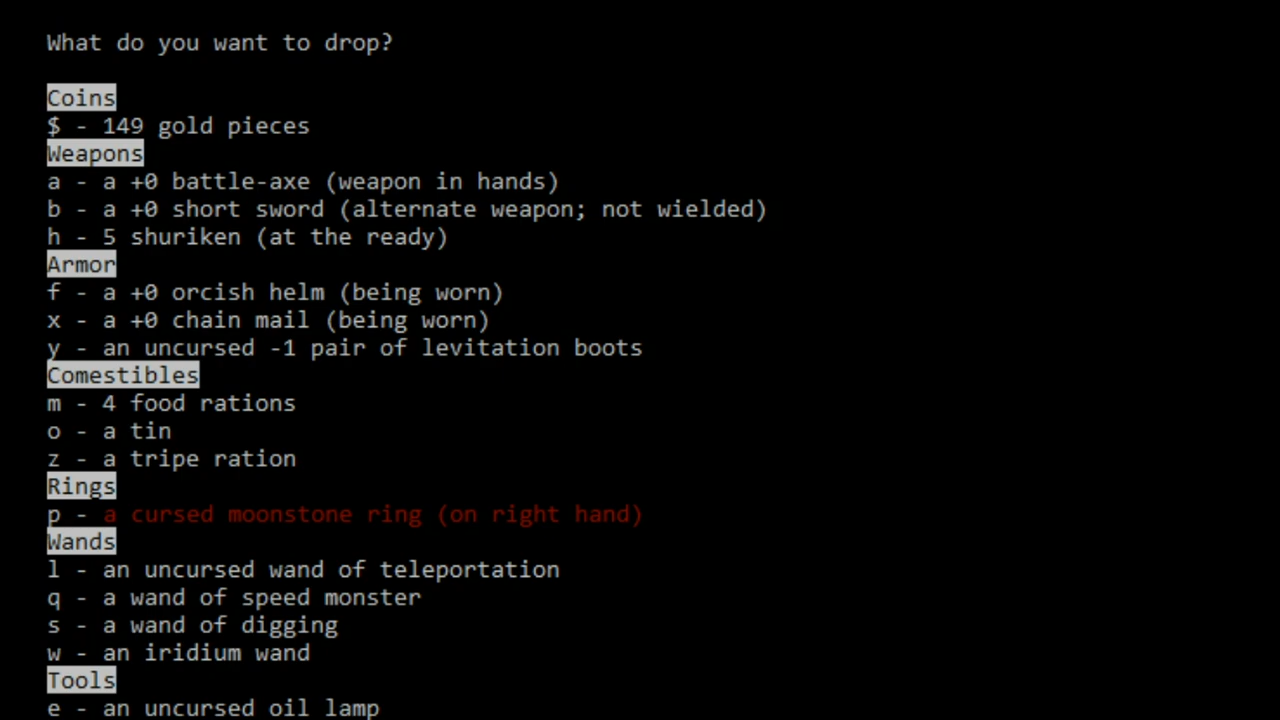 What do you want to drop?
Coins
$ - 149 gold pieces
Weapons
a - a +0 battle-axe (weapon in hands)
b - a +0 short sword (alternate weapon; not wielded)
h - 5 shuriken (at the ready)
Armor
f - a +0 orcish helm (being worn)
x - a +0 chain mail (being worn)
y - an uncursed -1 pair of levitation boots
Comestibles
m - 4 food rations
o - a tin
z - a tripe ration
Rings
p - a cursed moonstone ring (on right hand)
Wands
l - an uncursed wand of teleportation
q - a wand of speed monster
s - a wand of digging
w - an iridium wand
Tools
e - an uncursed oil lamp